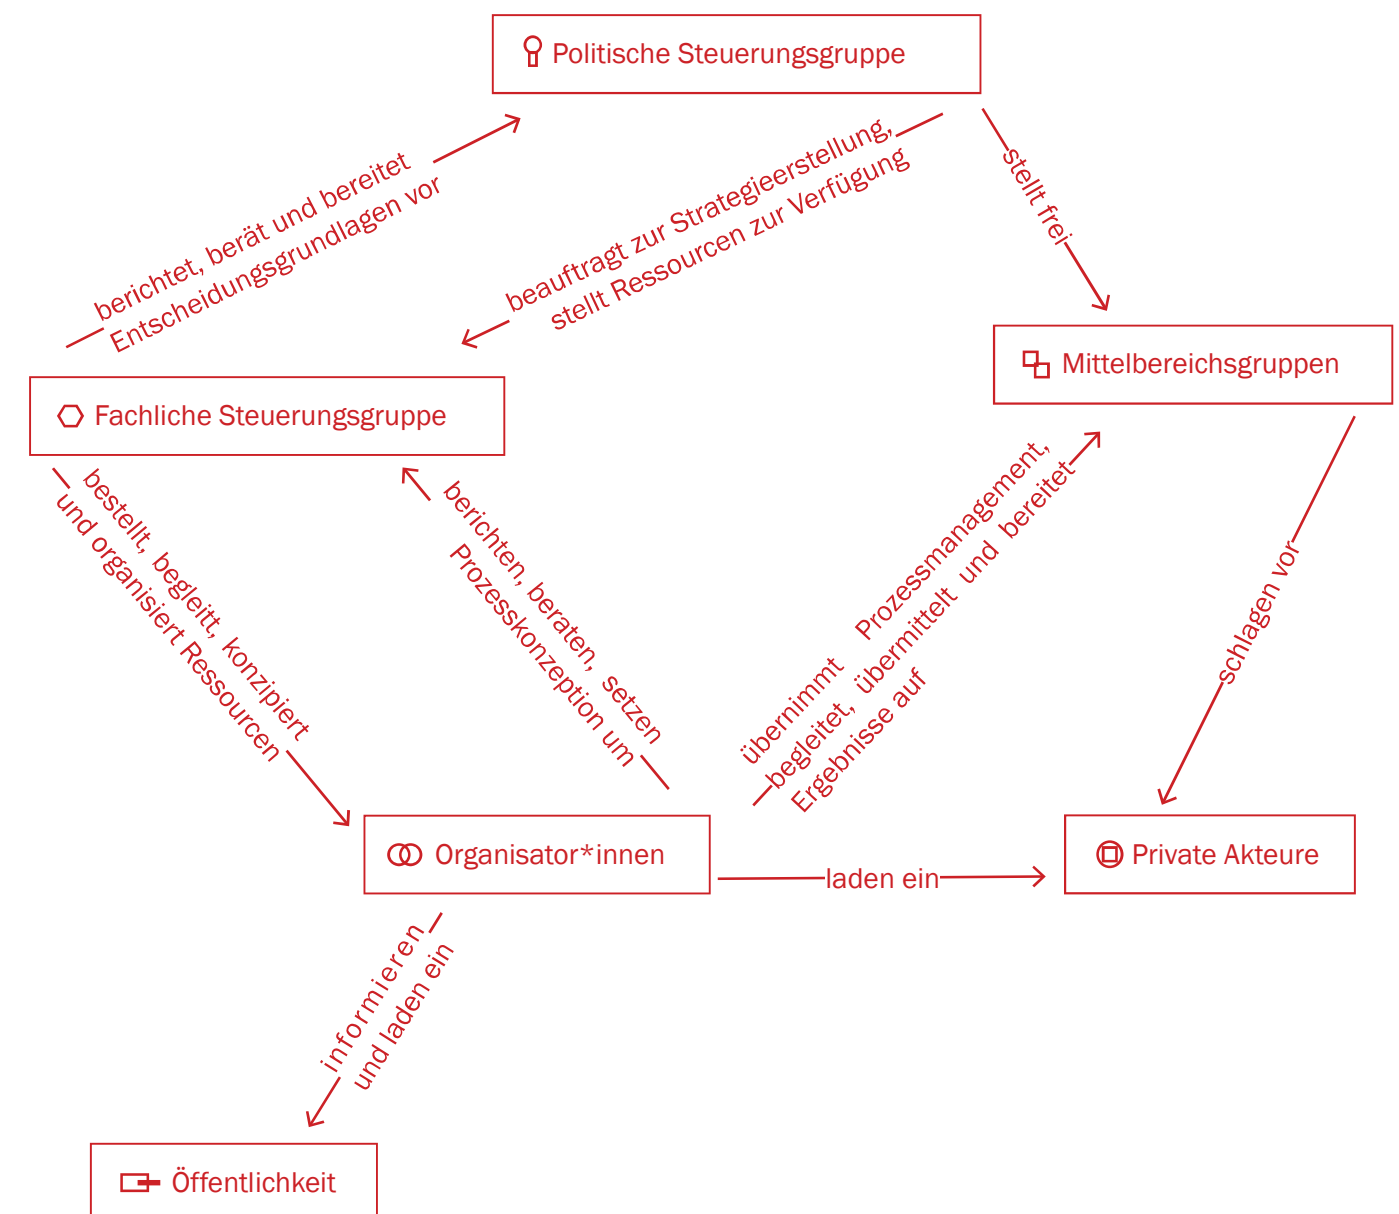 Politische Steuerungsgruppe
berichtet, berät und bereitet
Entscheidungsgrundlagen vor
beauftragt zur Strategieerstellung,
stellt Ressourcen zur Verfügung
stellt frei
Mittelbereichsgruppen
Fachliche Steuerungsgruppe
bestellt, begleitt, konzipiert
und organisiert Ressourcen
berichten, beraten, setzen
Prozesskonzeption um
übernimmt Prozessmanagement,
begleitet, übermittelt und bereitet
Ergebnisse auf
schlagen vor
Organisator*innen
laden ein
Private Akteure
informieren
und laden ein
Öffentlichkeit